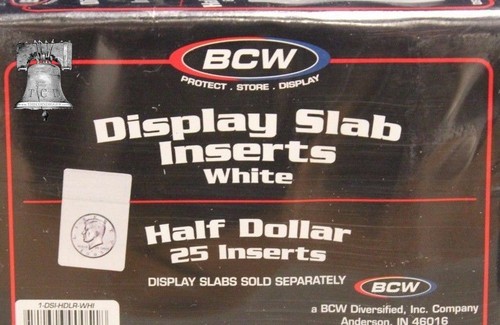 BCW
PROTECT . STORE . DISPLAY
Display Slab
Inserts
White
Half Dollar
25 Inserts
DISPLAY SLABS SOLD SEPARATELY
BCW
1-DSI-HDLR-WHI
a BCW Diversified, Inc. Company
Anderson, IN 46016